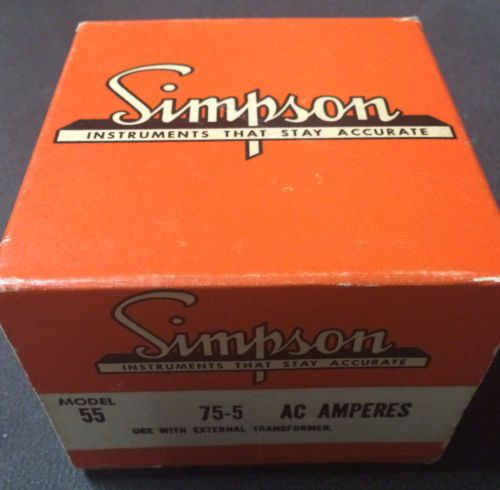 Simpson
INSTRUMENTS THAT STAY ACCURATE
Simpson
INSTRUMENTS THAT STAY ACCURATE
MODEL
55 75-5 AC AMPERES
USE WITH EXTERNAL TRANSFORMER.